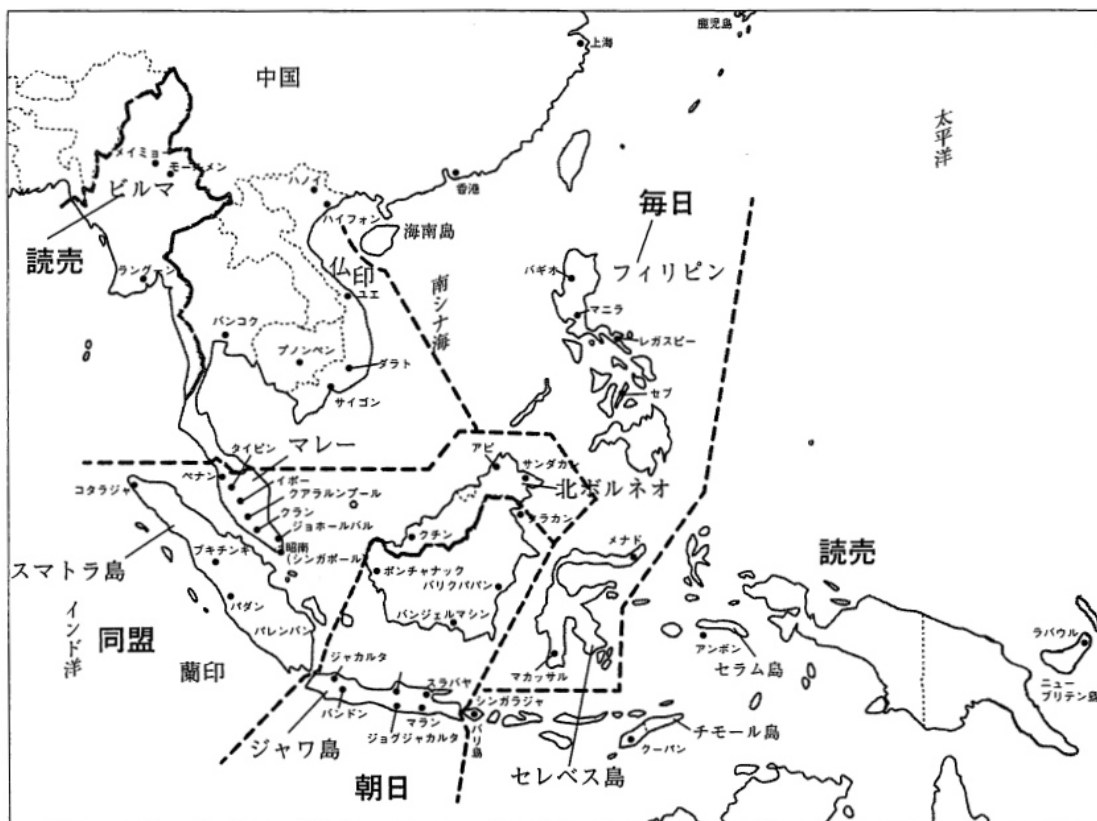 鹿児島
上海
中国
太平洋
メイミョー
モールメン
ハノイ
香港
ビルマ
毎日
ハイフォン
海南島
読売
仏印
ラングーン
フィリピン
バギオ
ユエ
南シナ海
マニラ
バンコク
レガスピー
プノンペン
ダラト
セブ
サイゴン
マレー
タイピン
アピ
ペナン
サンダカン
イポー
コタラジャ
北ボルネオ
クアラルンプール
クラン
タラカン
ジョホールバル
クチン
昭南
(シンガポール)
メナド
ブキチンギ
読売
スマトラ島
ポンチャナック
バリクパパン
パダン
インド洋
バンジェルマシン
パレンバン
ラバウル
同盟
アンボン
セラム島
蘭印
マカッサル
ジャカルタ
ニュー
ブリテン島
スラバヤ
シンガラジャ
バンドン
マラン
バリ島
チモール島
ジョグジャカルタ
クーパン
ジャワ島
セレベス島
朝日